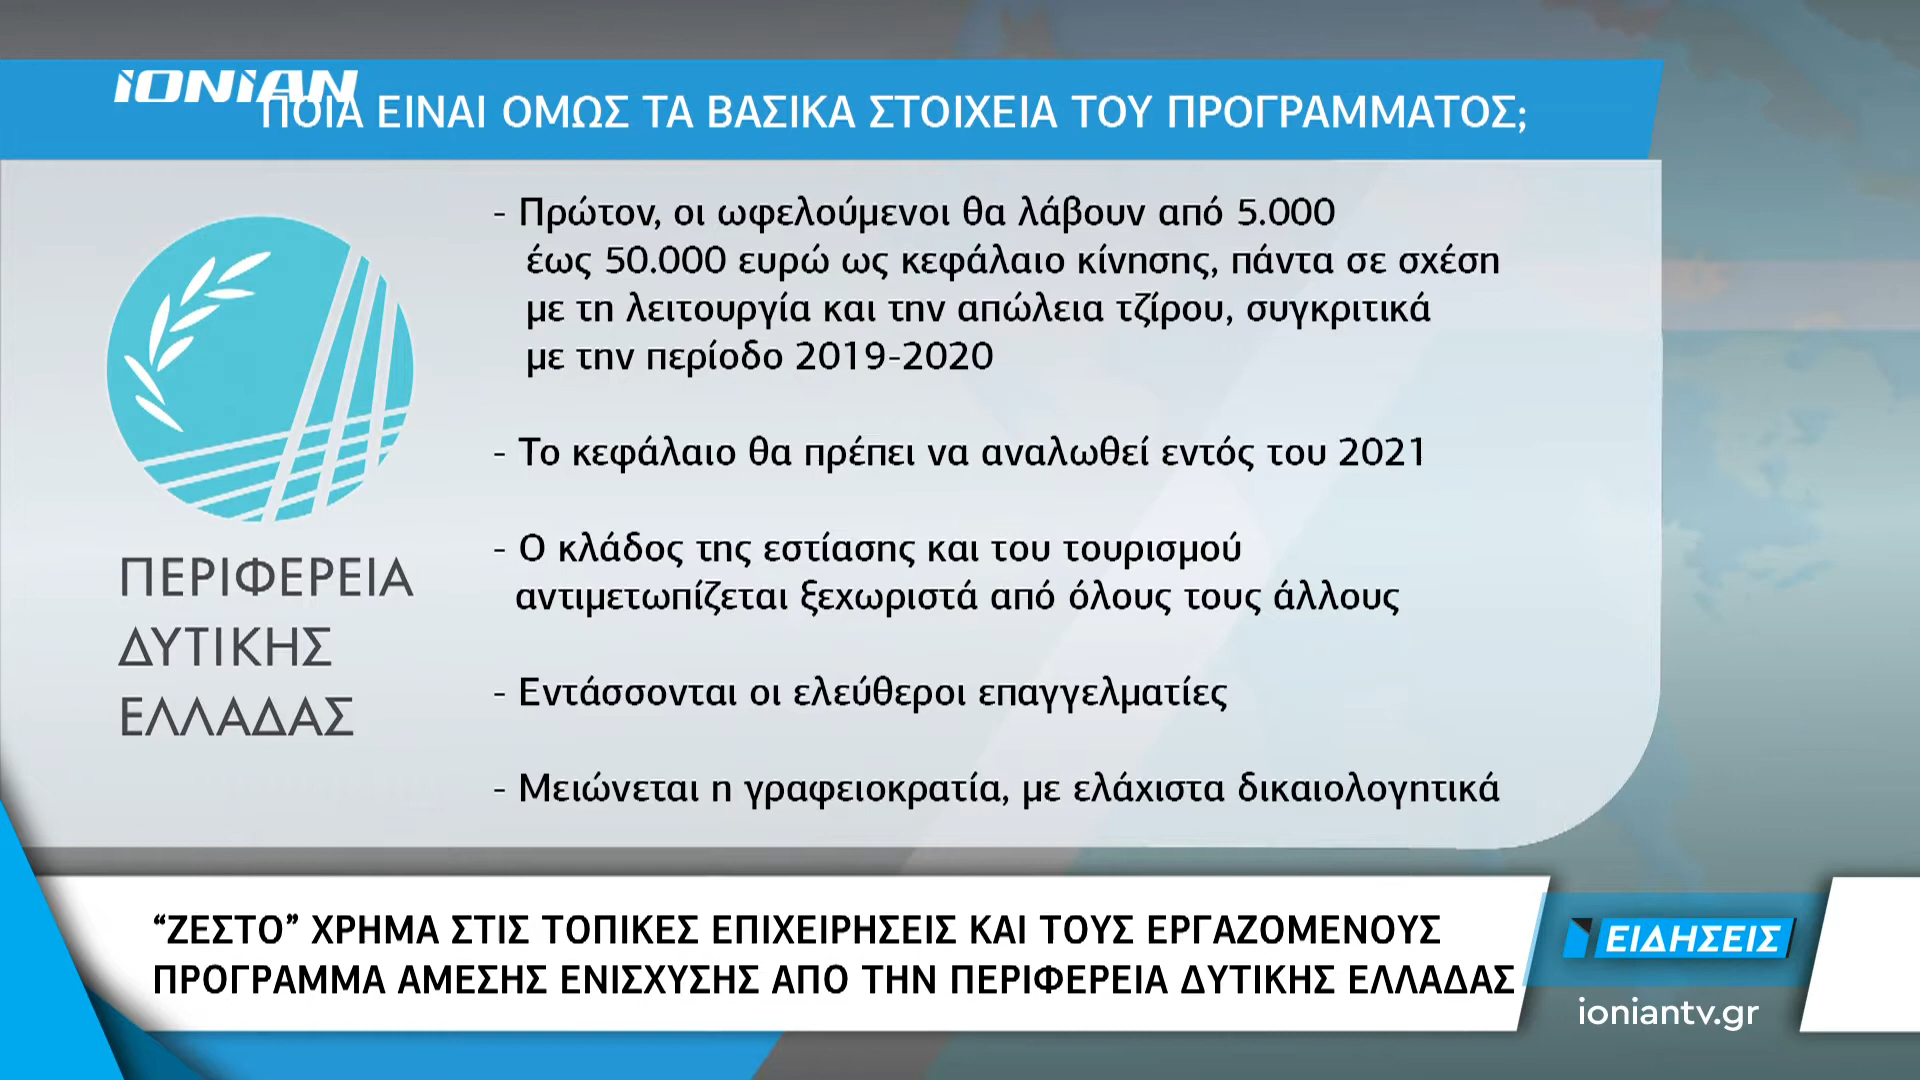 IONIAN
ΠΟΙΑ ΕΙΝΑΙ ΟΜΩΣ ΤΑ ΒΑΣΙΚΑ ΣΤΟΙΧΕΙΑ ΤΟΥ ΠΡΟΓΡΑΜΜΑΤΟΣ;
- Πρώτον, οι ωφελούμενοι θα λάβουν από 5.000
έως 50.000 ευρώ ως κεφάλαιο κίνησης, πάντα σε σχέση
με τη λειτουργία και την απώλεια τζίρου, συγκριτικά
με την περίοδο 2019-2020
- Το κεφάλαιο θα πρέπει να αναλωθεί εντός του 2021
- Ο κλάδος της εστίασης και του τουρισμού
αντιμετωπίζεται ξεχωριστά από όλους τους άλλους
- Εντάσσονται οι ελεύθεροι επαγγελματίες
- Μειώνεται η γραφειοκρατία, με ελάχιστα δικαιολογητικά
ΠΕΡΙΦΕΡΕΙΑ
ΔΥΤΙΚΗΣ
ΕΛΛΑΔΑΣ
“ΖΕΣΤΟ” ΧΡΗΜΑ ΣΤΙΣ ΤΟΠΙΚΕΣ ΕΠΙΧΕΙΡΗΣΕΙΣ ΚΑΙ ΤΟΥΣ ΕΡΓΑΖΟΜΕΝΟΥΣ
ΠΡΟΓΡΑΜΜΑ ΑΜΕΣΗΣ ΕΝΙΣΧΥΣΗΣ ΑΠΟ ΤΗΝ ΠΕΡΙΦΕΡΕΙΑ ΔΥΤΙΚΗΣ ΕΛΛΑΔΑΣ
ΕΙΔΗΣΕΙΣ
ioniantv.gr